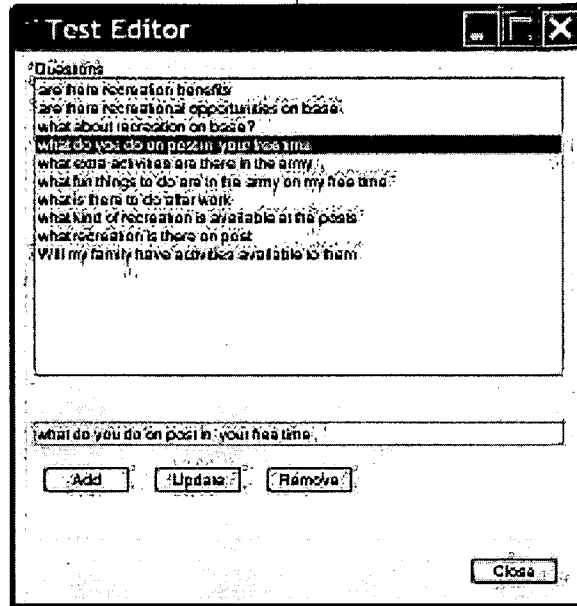 Test Editor
Questions
are there recreation benefits
are there recreational opportunities on base
what about recreation on base?
what do you do on post in your free time
what extra activities are there in the army
what fun things to do are in the army on my free time
what is there to do after work
what kind of recreation is available at the posts
what recreation is there on post
Will my family have activities available to them
what do you do on post in your free time
Add Update Remove
Close